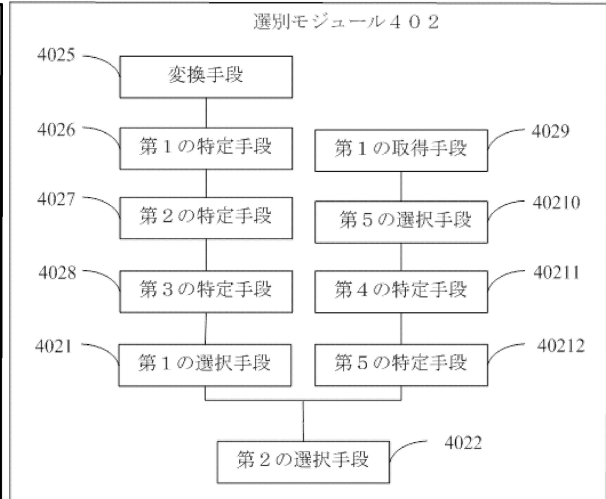 選別モジュール402
4025
変換手段
4026
第1の特定手段
4029
第1の取得手段
4027
第2の特定手段
40210
第5の選択手段
4028
第3の特定手段
40211
第4の特定手段
4021
第1の選択手段
40212
第5の特定手段
4022
第2の選択手段